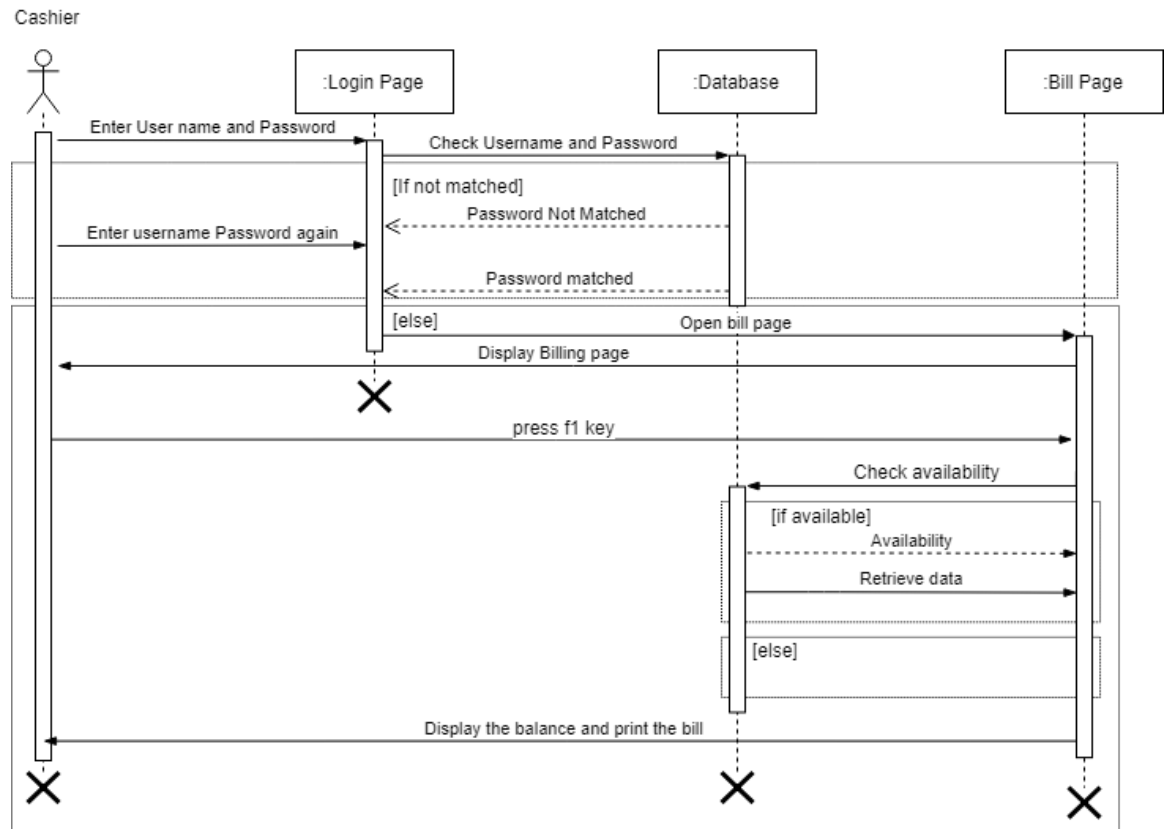 Cashier
:Login Page
:Database
:Bill Page
Enter User name and Password
Check Username and Password
[If not matched]
Password Not Matched
Enter username Password again
Password matched
[else]
Open bill page
Display Billing page
press f1 key
Check availability
[if available]
Availability
Retrieve data
[else]
Display the balance and print the bill